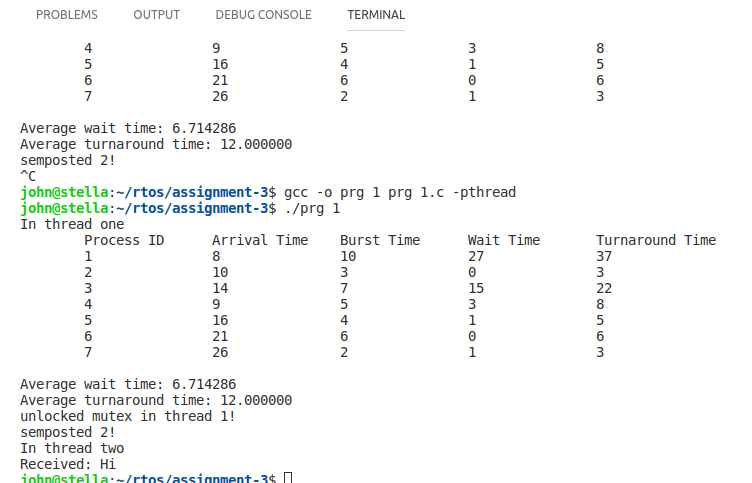 PROBLEMS OUTPUT DEBUG CONSOLE TERMINAL
4 9 5 3 8
5 16 4 1 5
6 21 6 0 6
7 26 2 1 3
Average wait time: 6.714286
Average turnaround time: 12.000000
semposted 2!
^C
john@stella:~/rtos/assignment-3$ gcc -o prg 1 prg 1.c -pthread
john@stella:~/rtos/assignment-3$ ./prg 1
In thread one
Process ID Arrival Time Burst Time Wait Time Turnaround Time
1 8 10 27 37
2 10 3 0 3
3 14 7 15 22
4 9 5 3 8
5 16 4 1 5
6 21 6 0 6
7 26 2 1 3
Average wait time: 6.714286
Average turnaround time: 12.000000
unlocked mutex in thread 1!
semposted 2!
In thread two
Received: Hi
john@stella:~/rtos/assignment-3$